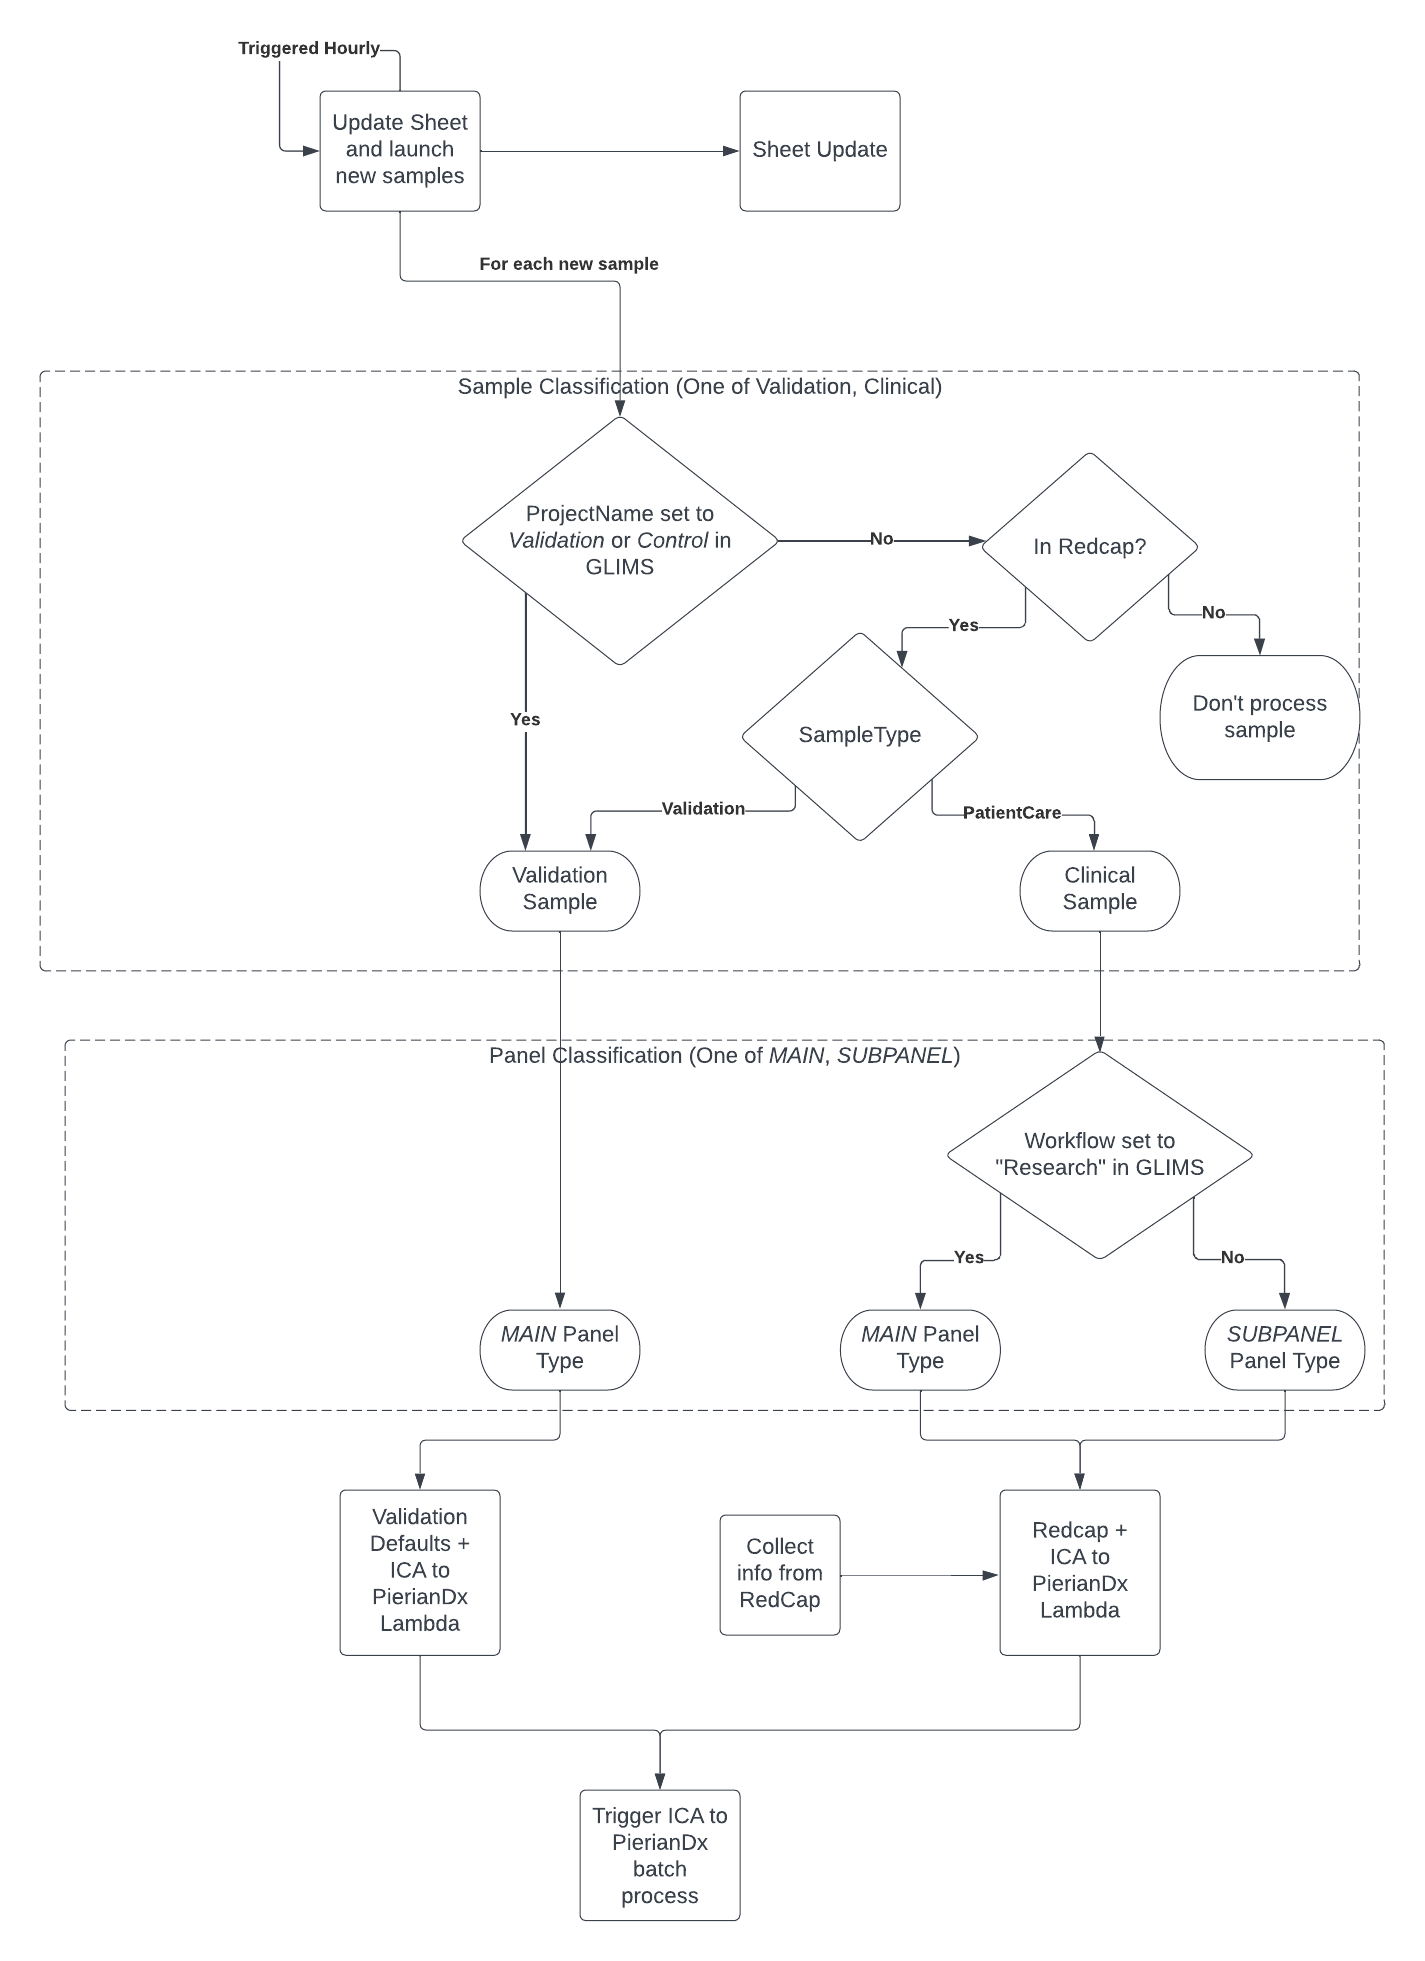 Triggered Hourly
Update Sheet
and launch
new samples
Sheet Update
For each new sample
Sample Classification (One of Validation, Clinical)
ProjectName set to
Validation or Control in
GLIMS
No
In Redcap?
Yes
No
Don't process
sample
SampleType
Yes
Validation
PatientCare
Validation
Sample
Clinical
Sample
Panel Classification (One of MAIN, SUBPANEL)
Workflow set to
"Research" in GLIMS
Yes
No
MAIN Panel
Type
MAIN Panel
Type
SUBPANEL
Panel Type
Validation
Defaults +
ICA to
PierianDx
Lambda
Collect
info from
RedCap
Redcap +
ICA to
PierianDx
Lambda
Trigger ICA to
PierianDx
batch
process